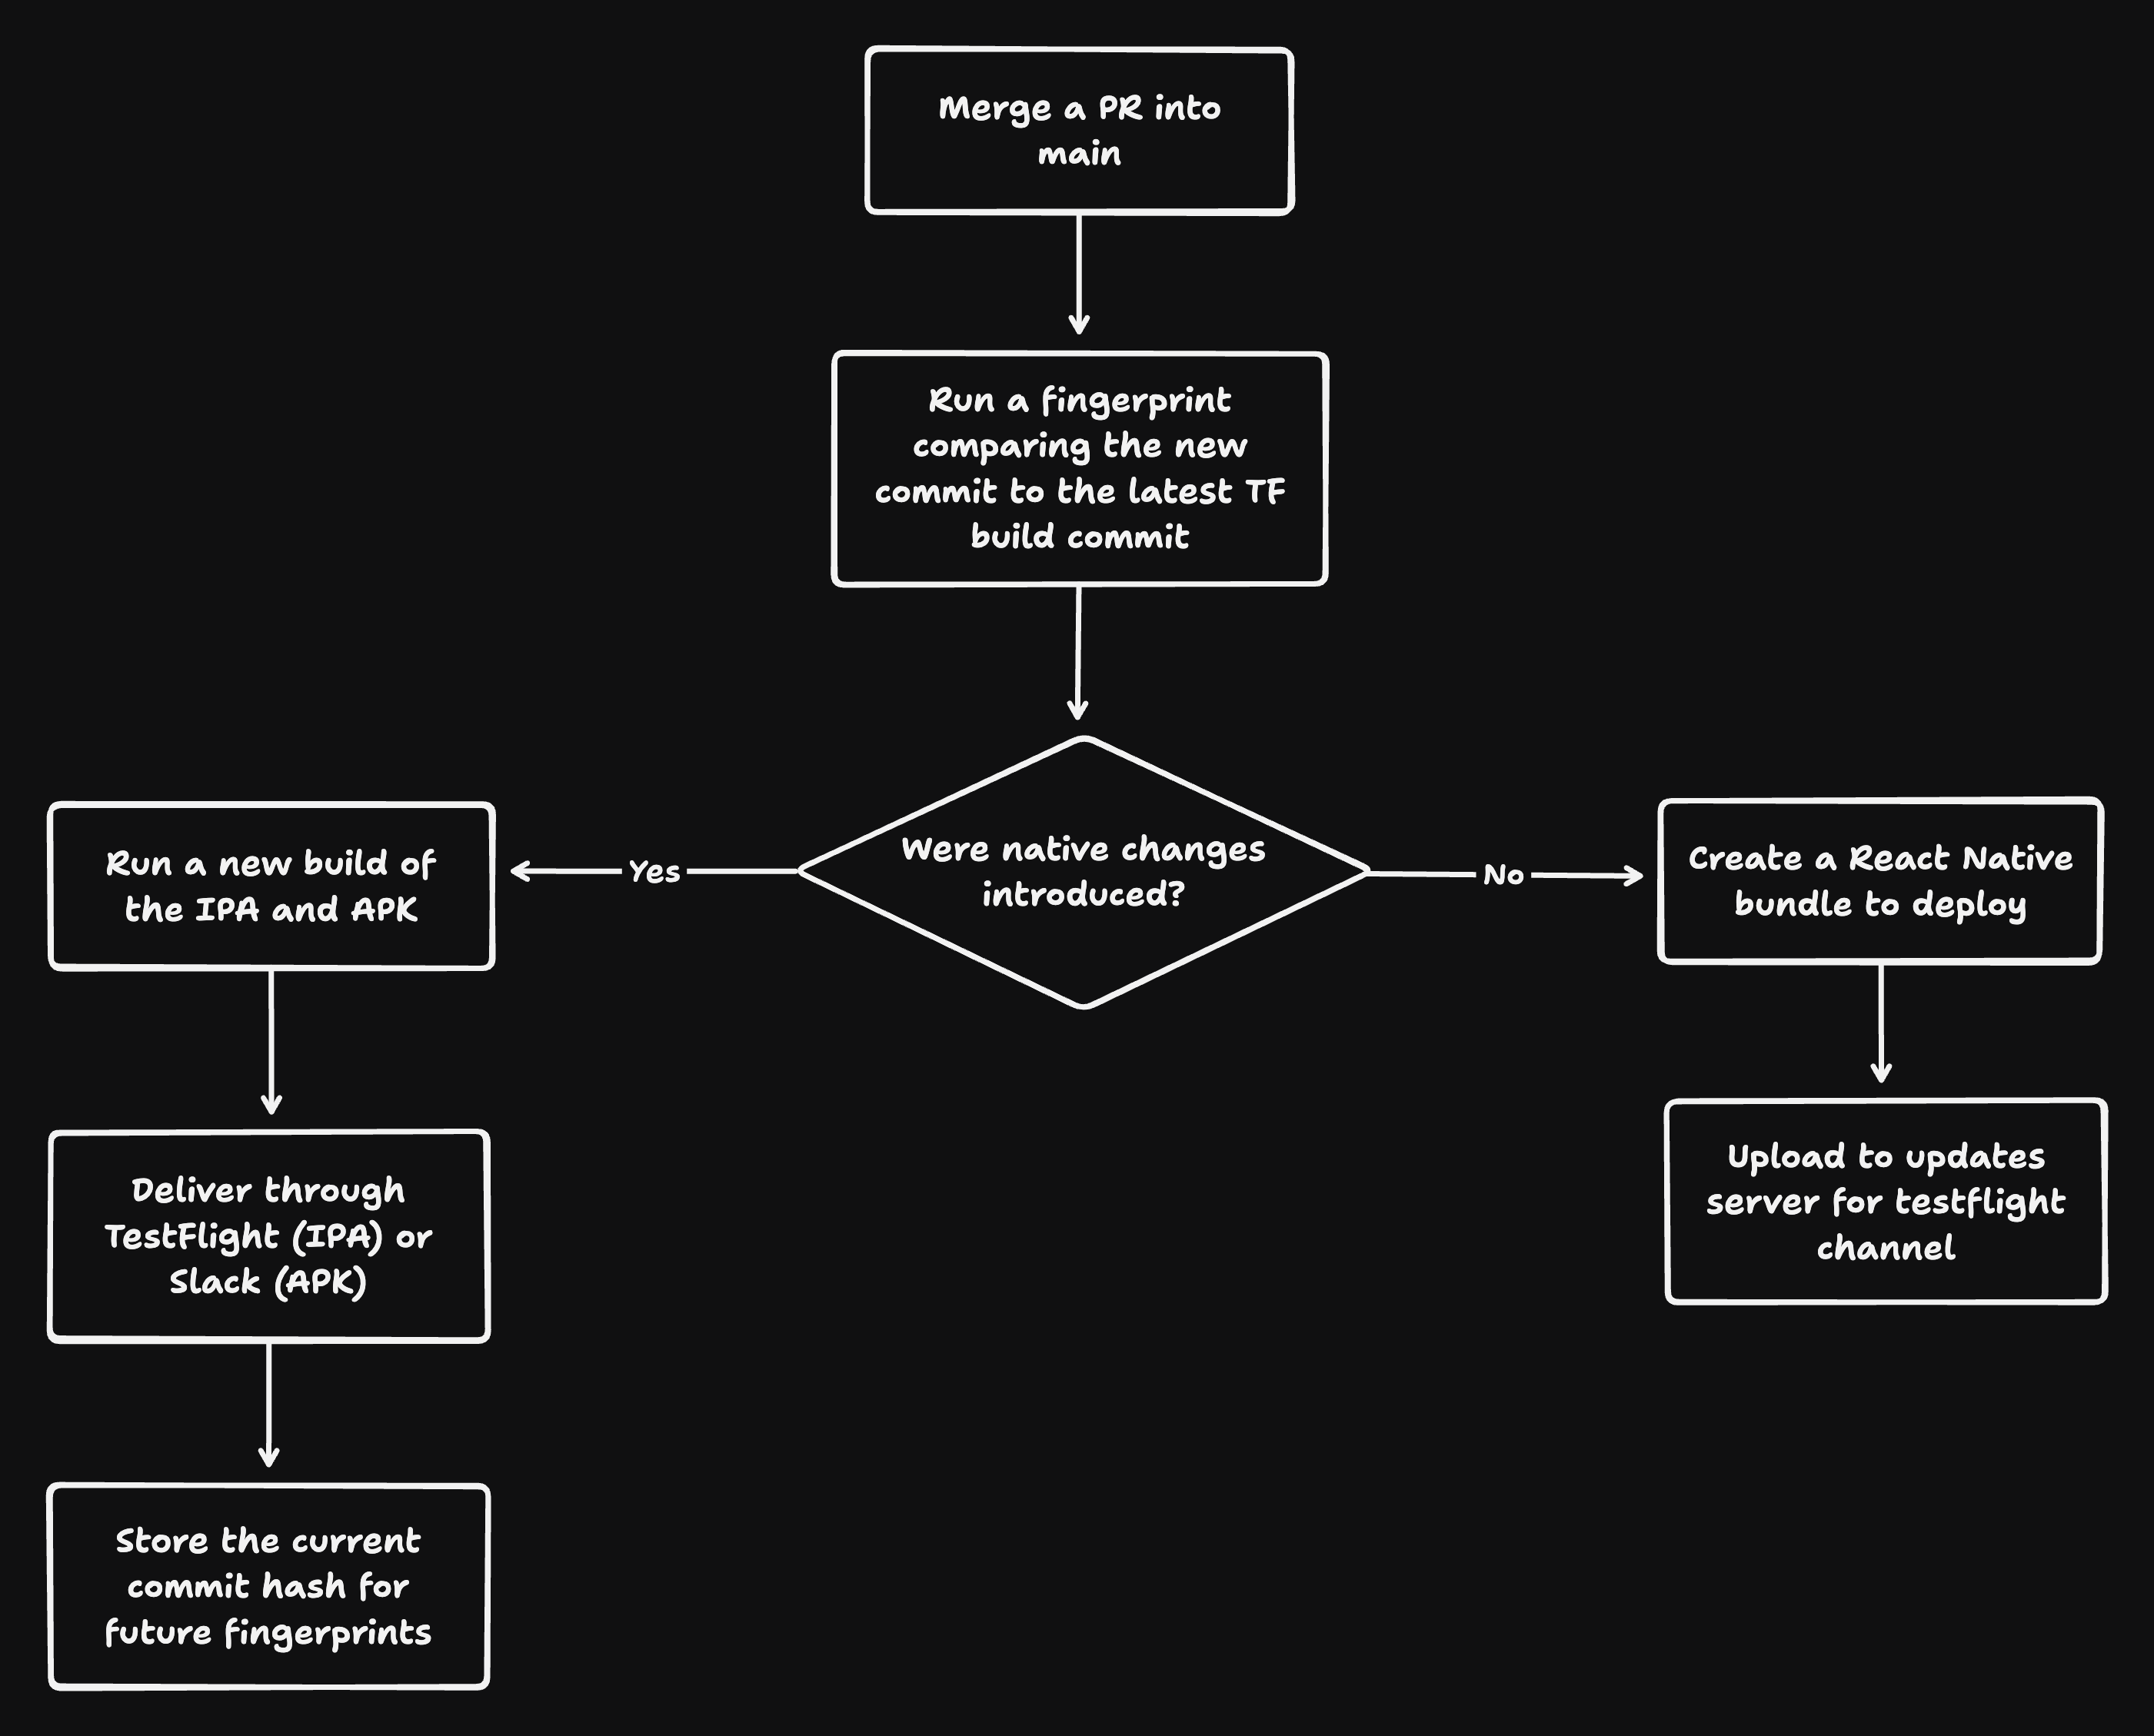 Merge a PR into
main
Run a fingerprint
comparing the new
commit to the latest TF
build commit
Were native changes
introduced?
Yes
No
Run a new build of
the IPA and APK
Create a React Native
bundle to deploy
Deliver through
TestFlight (IPA) or
Slack (APK)
Upload to updates
server for testflight
channel
Store the current
commit hash for
future fingerprints